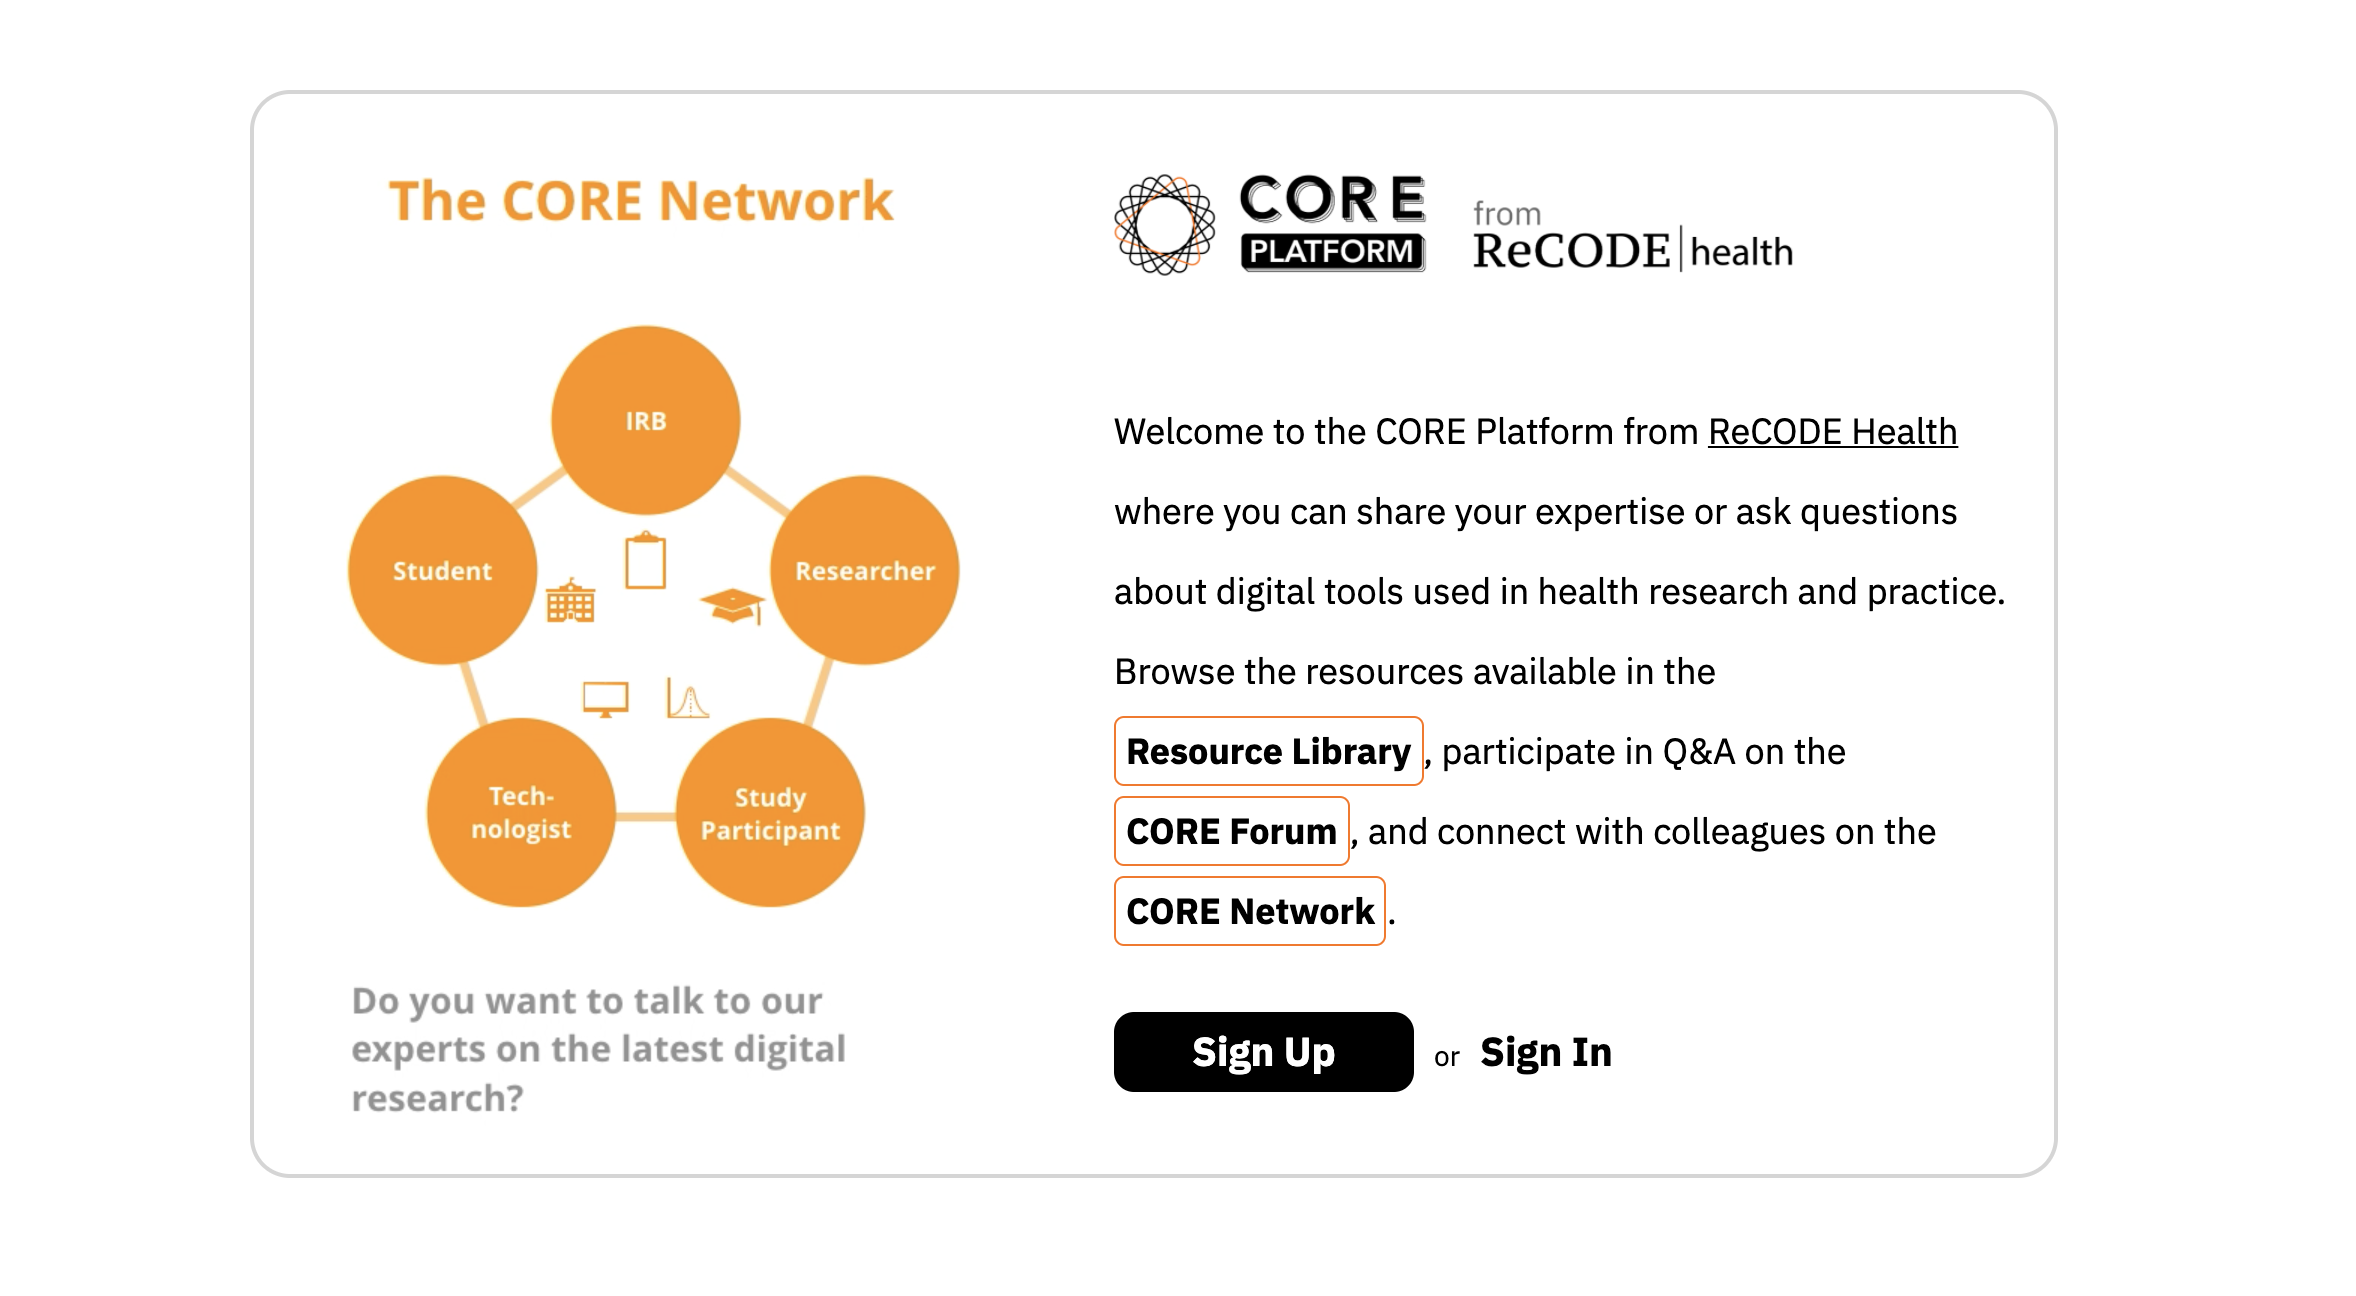 The CORE Network
IRB
Student
Researcher
Tech-
nologist
Study
Participant
Do you want to talk to our
experts on the latest digital
research?
CORE
PLATFORM
from
ReCODE health
Welcome to the CORE Platform from ReCODE Health
where you can share your expertise or ask questions
about digital tools used in health research and practice.
Browse the resources available in the
Resource Library, participate in Q&A on the
CORE Forum, and connect with colleagues on the
CORE Network.
Sign Up or Sign In